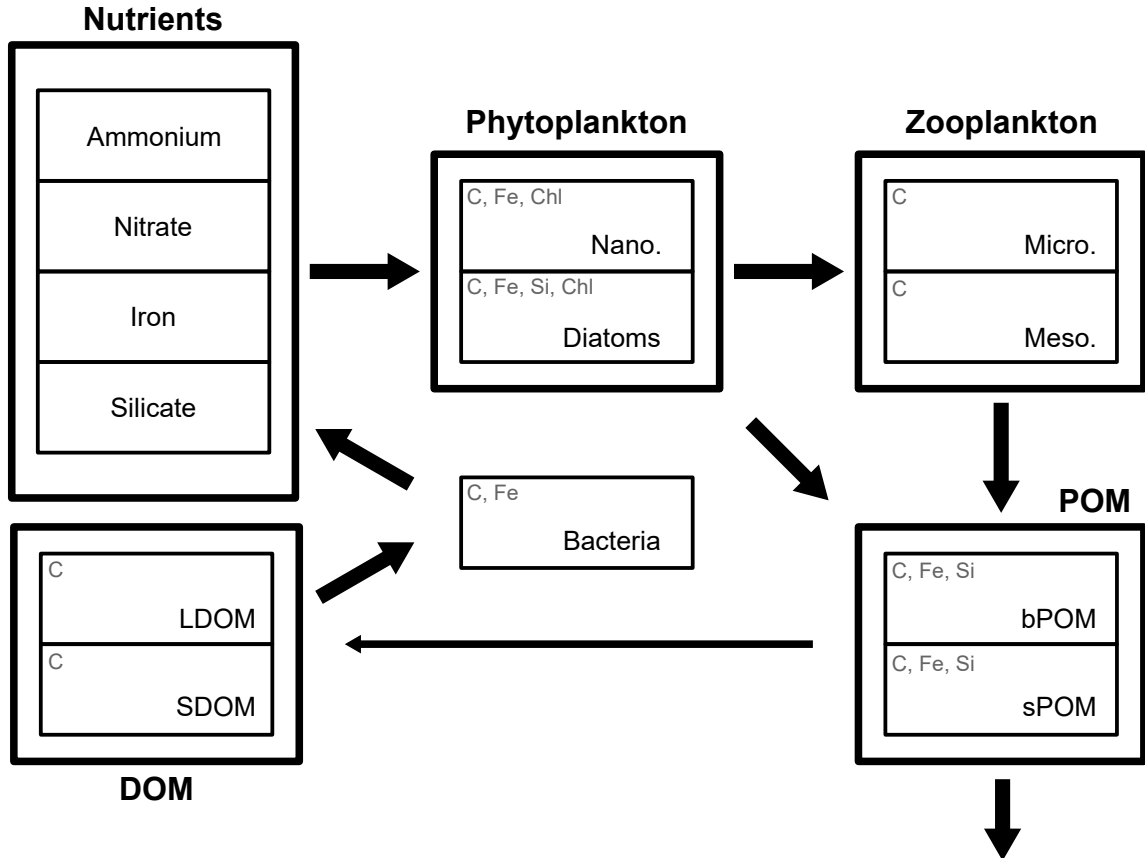 Nutrients
Ammonium
Nitrate
Iron
Silicate
Phytoplankton
C, Fe, Chl
Nano.
C, Fe, Si, Chl
Diatoms
Zooplankton
C
Micro.
C
Meso.
C, Fe
Bacteria
POM
C, Fe, Si
bPOM
C, Fe, Si
sPOM
C
LDOM
C
SDOM
DOM